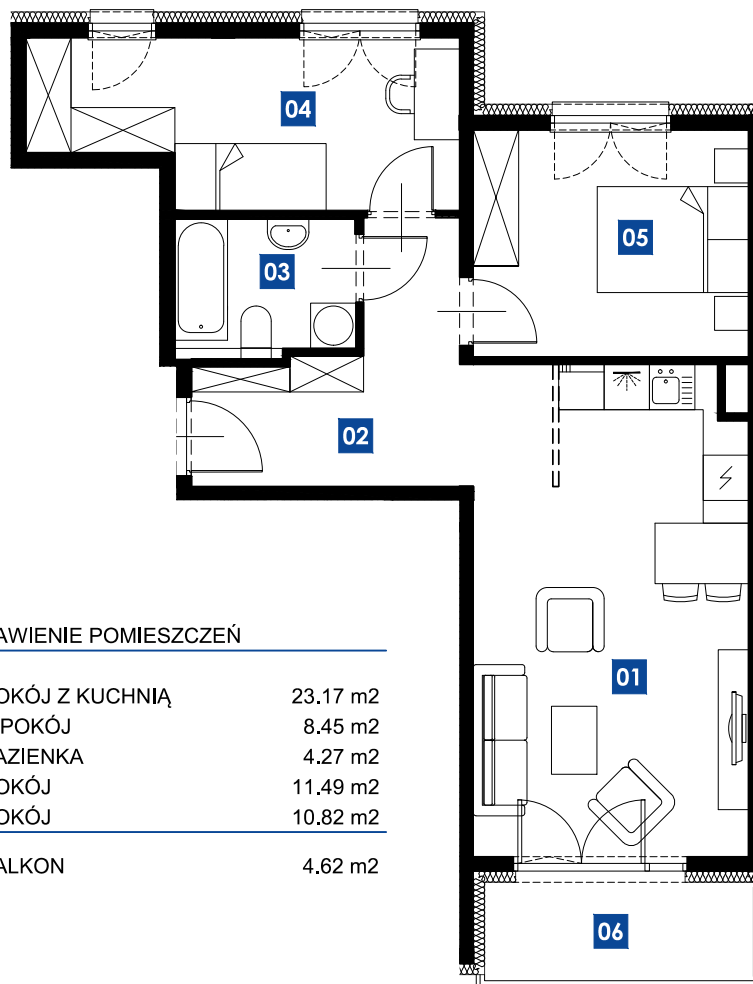 04
05
03
02
01
06
AWIENIE POMIESZCZEŃ
OKÓJ Z KUCHNIĄ 23.17 m2
POKÓJ 8.45 m2
AZIENKA 4.27 m2
OKÓJ 11.49 m2
OKÓJ 10.82 m2
ALKON 4.62 m2